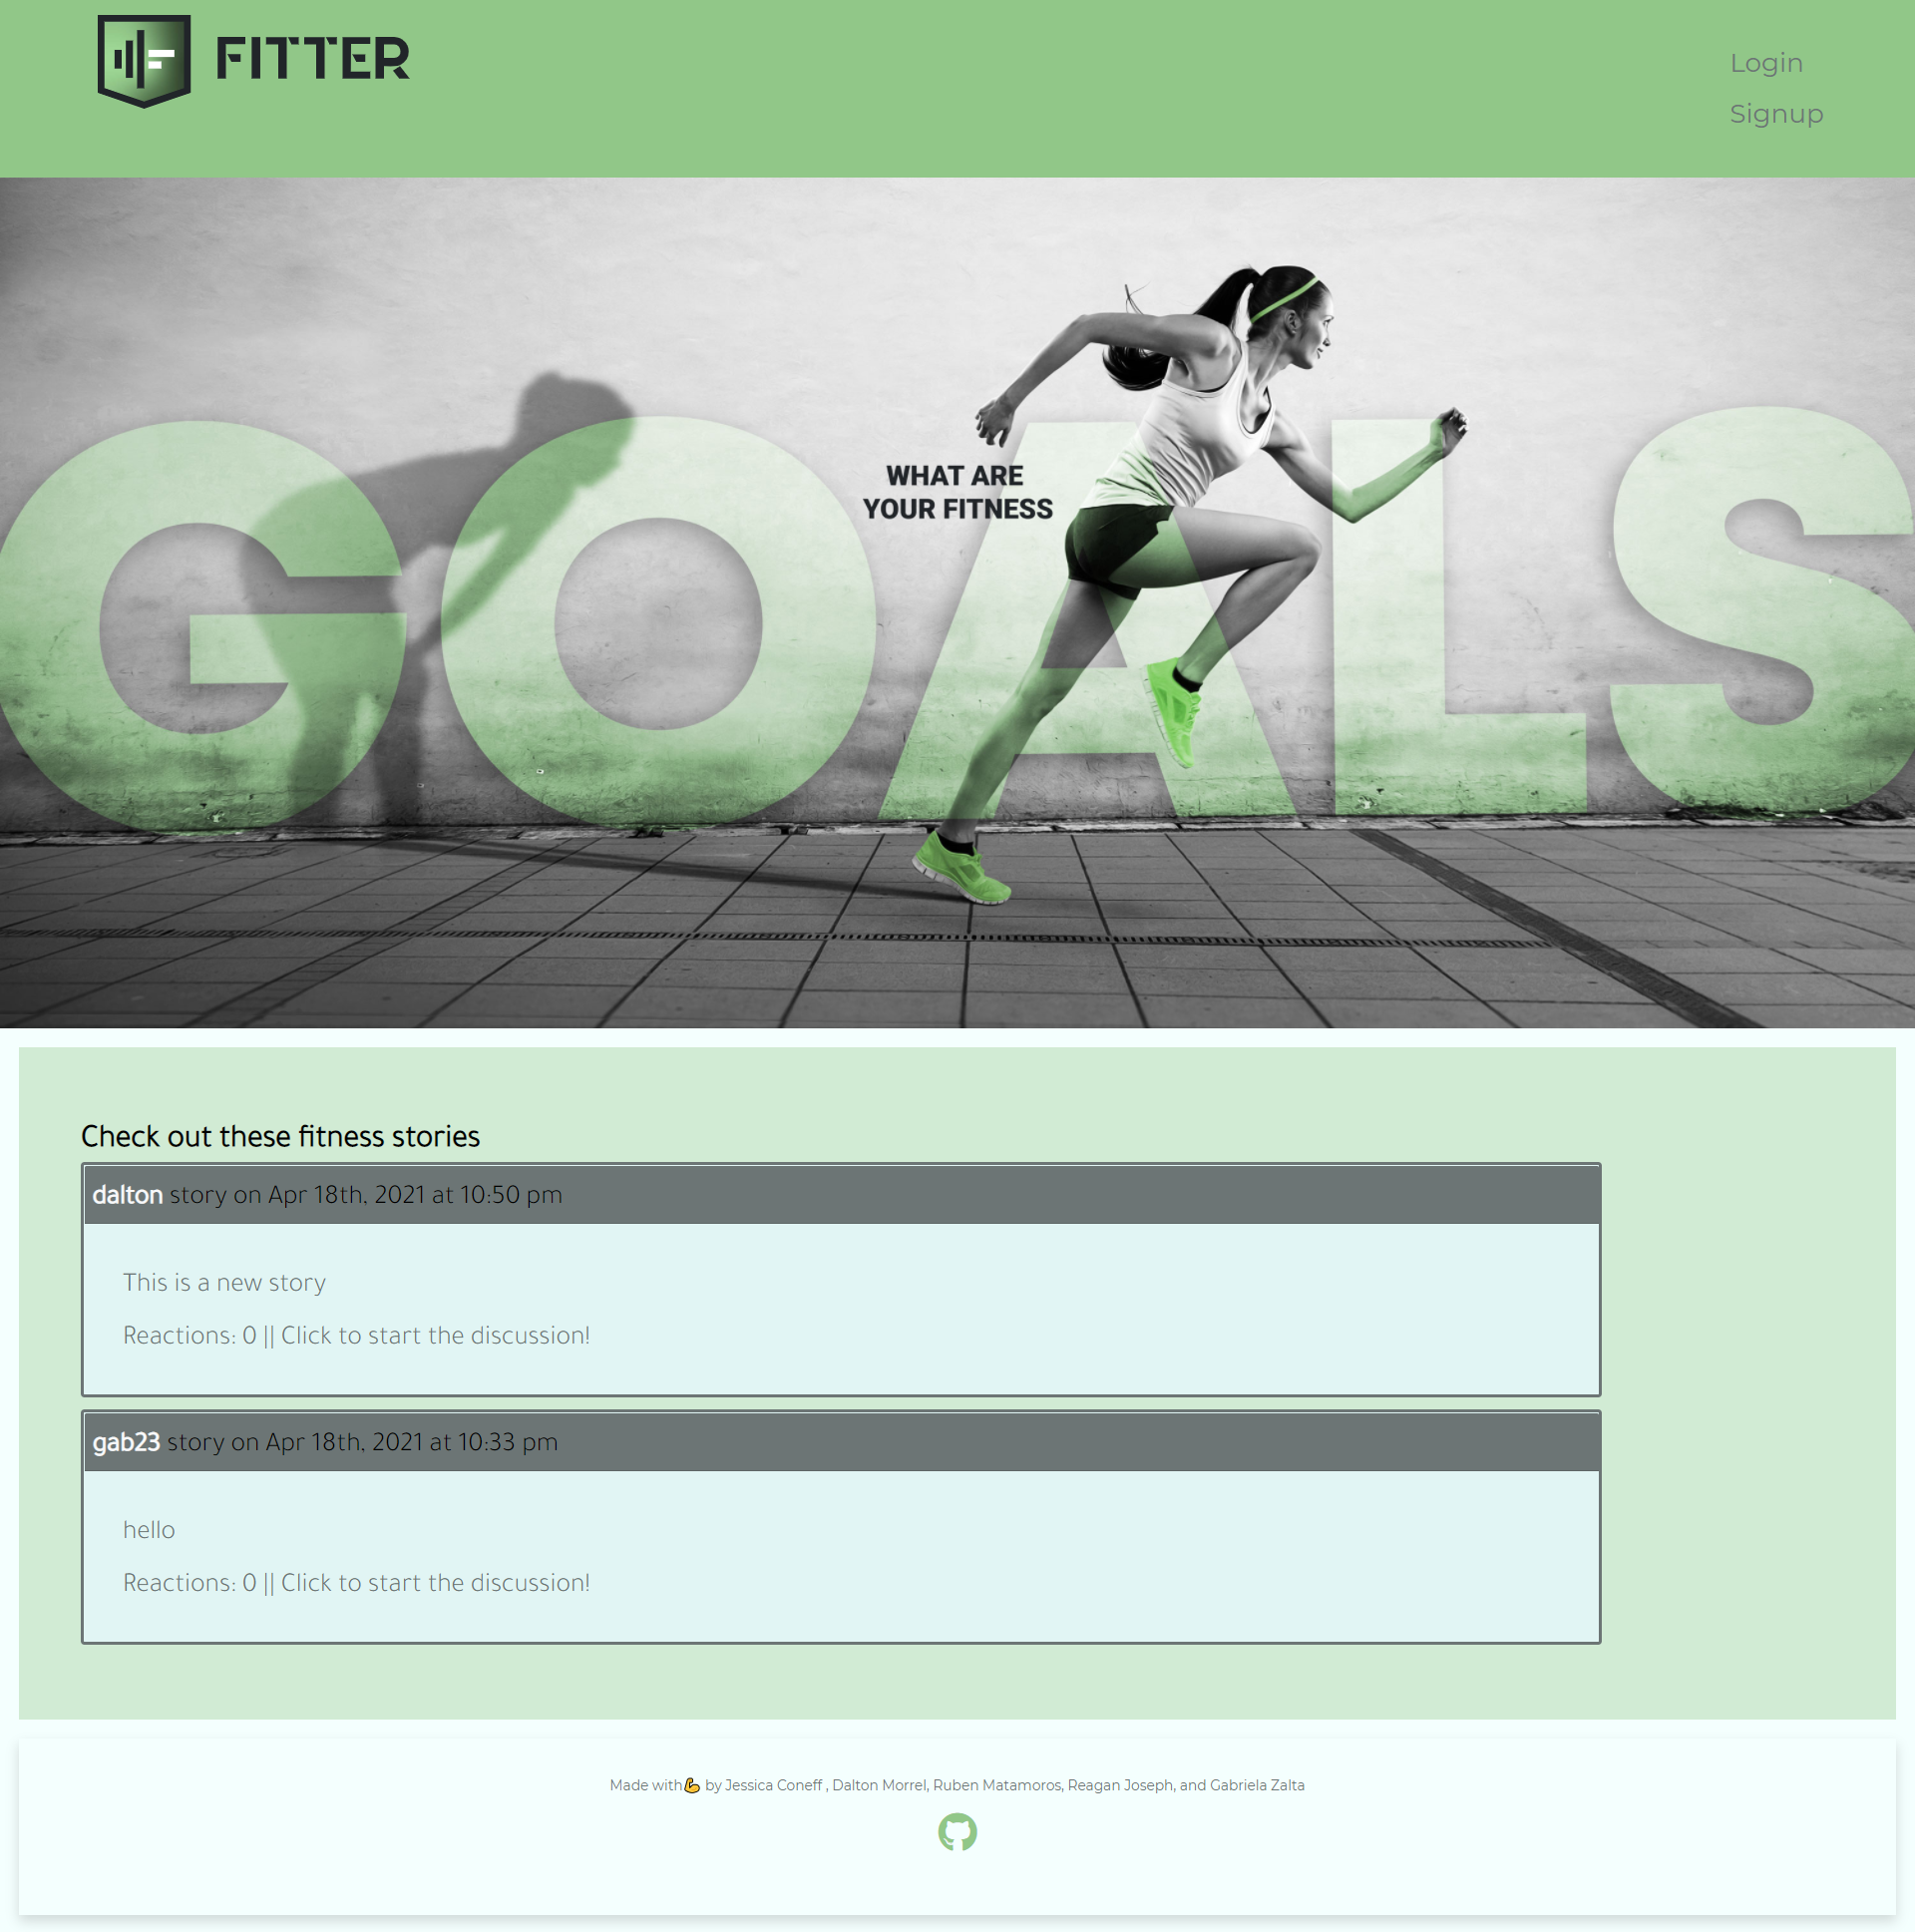 FITTER
Login
Signup
GOALS
WHAT ARE
YOUR FITNESS
Check out these fitness stories
dalton story on Apr 18th, 2021 at 10:50 pm
This is a new story
Reactions: 0 || Click to start the discussion!
gab23 story on Apr 18th, 2021 at 10:33 pm
hello
Reactions: 0 || Click to start the discussion!
Made with💪 by Jessica Coneff , Dalton Morrel, Ruben Matamoros, Reagan Joseph, and Gabriela Zalta